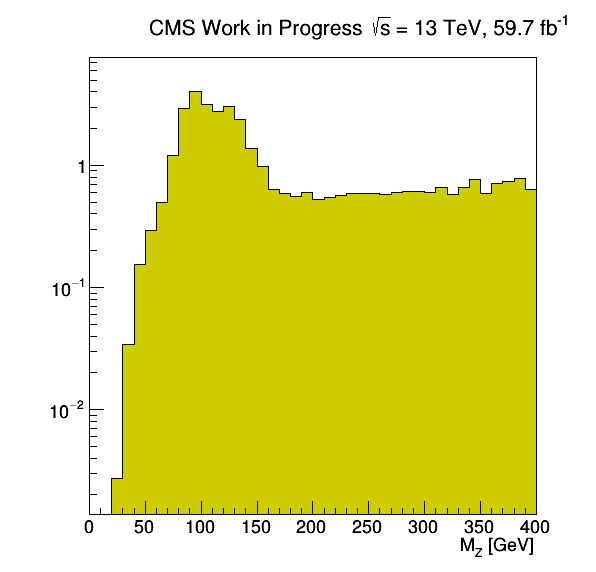 CMS Work in Progress √s = 13 TeV, 59.7 fb⁻¹
1
10⁻¹
10⁻²
0 50 100 150 200 250 300 350 400
M_Z [GeV]